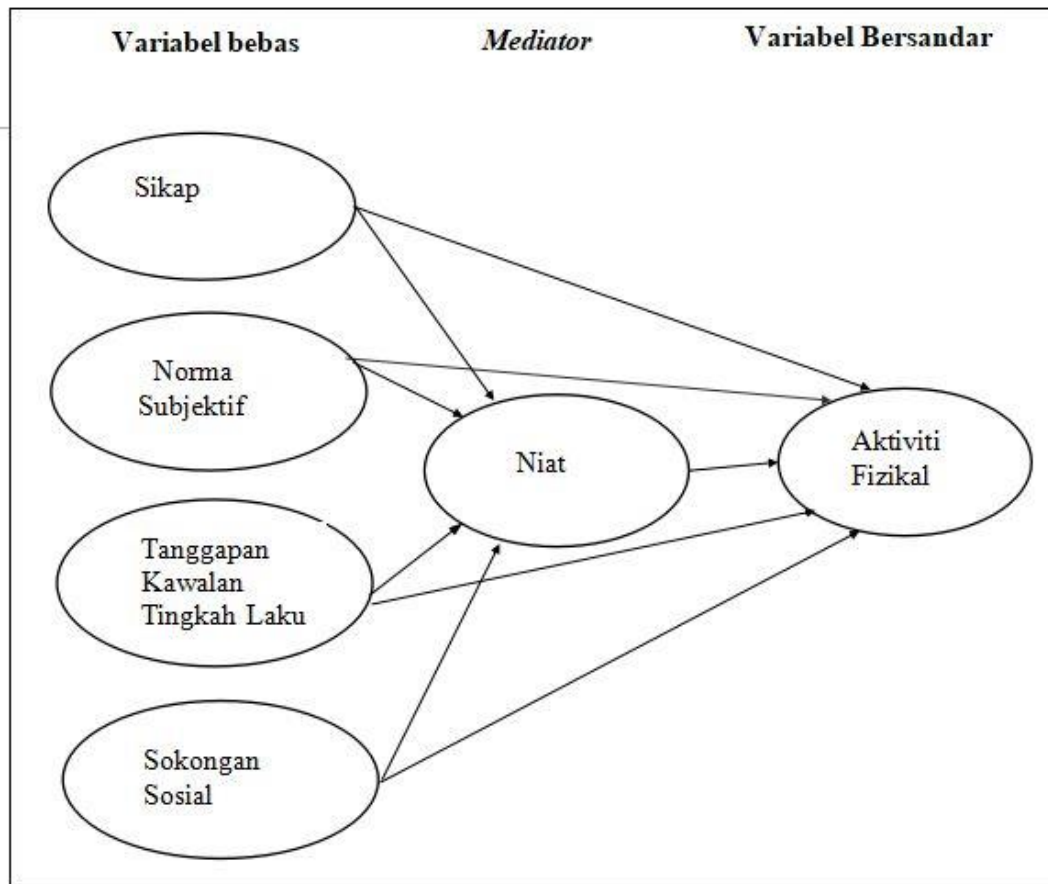 Variabel bebas
Mediator
Variabel Bersandar
Sikap
Norma
Subjektif
Niat
Aktiviti
Fizikal
Tanggapan
Kawalan
Tingkah Laku
Sokongan
Sosial